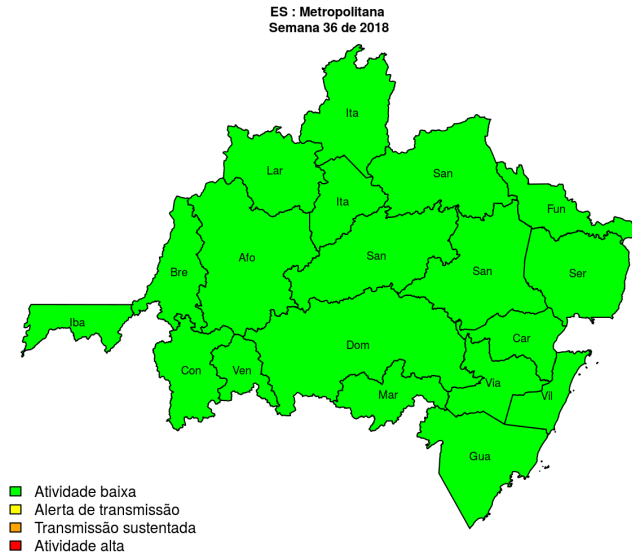 ES : Metropolitana
Semana 36 de 2018
Ita
Lar
San
Ita
Fun
Afo
San
San
Bre
Ser
Iba
Car
Dom
Con
Ven
Via
Mar
Vil
Gua
Atividade baixa
Alerta de transmissão
Transmissão sustentada
Atividade alta